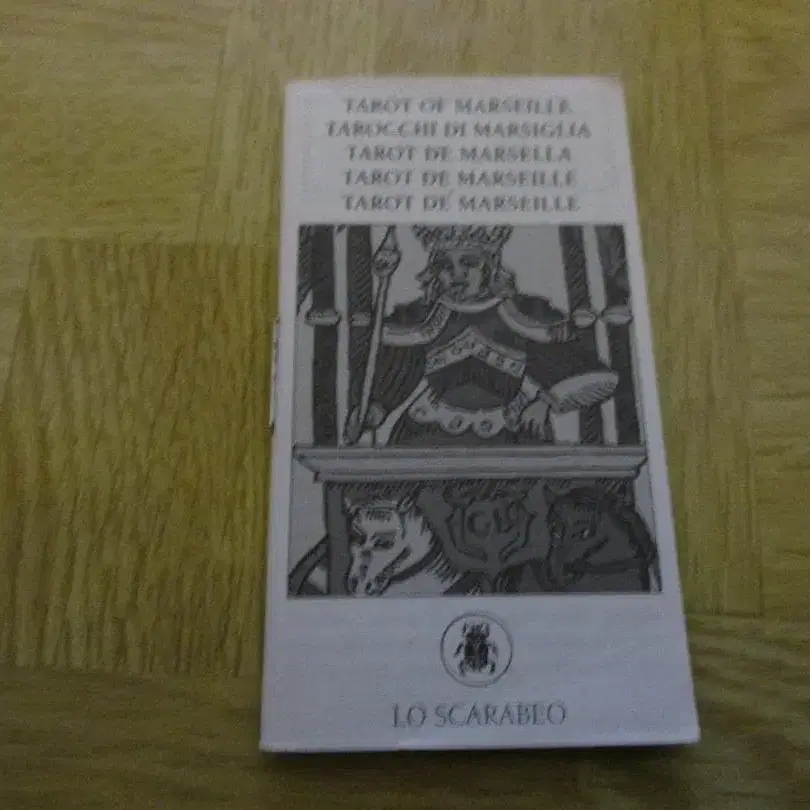 TAROT OF MARSEILLE
TAROCCHI DI MARSIGLIA
TAROT DE MARSELLA
TAROT DE MARSEILLE
TAROT DE MARSEILLE
LO SCARABEO